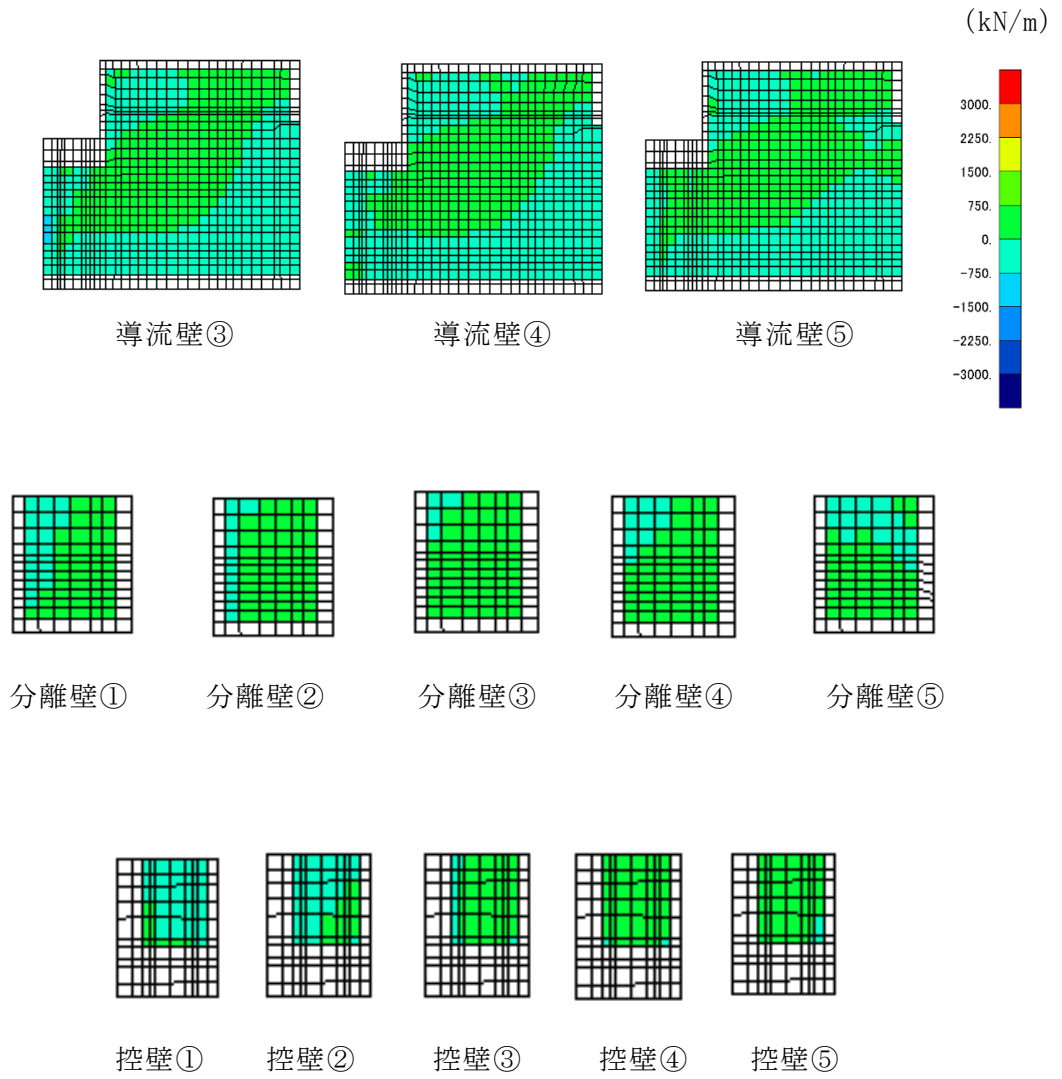 (kN/m)
3000.
2250.
1500.
750.
0.
-750.
-1500.
-2250.
-3000.
導流壁③
導流壁④
導流壁⑤
分離壁①
分離壁②
分離壁③
分離壁④
分離壁⑤
控壁①
控壁②
控壁③
控壁④
控壁⑤